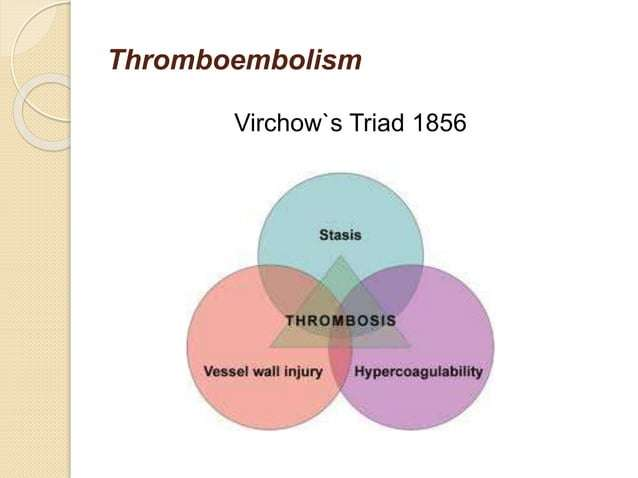 Thromboembolism
Virchow`s Triad 1856
Stasis
THROMBOSIS
Vessel wall injury
Hypercoagulability